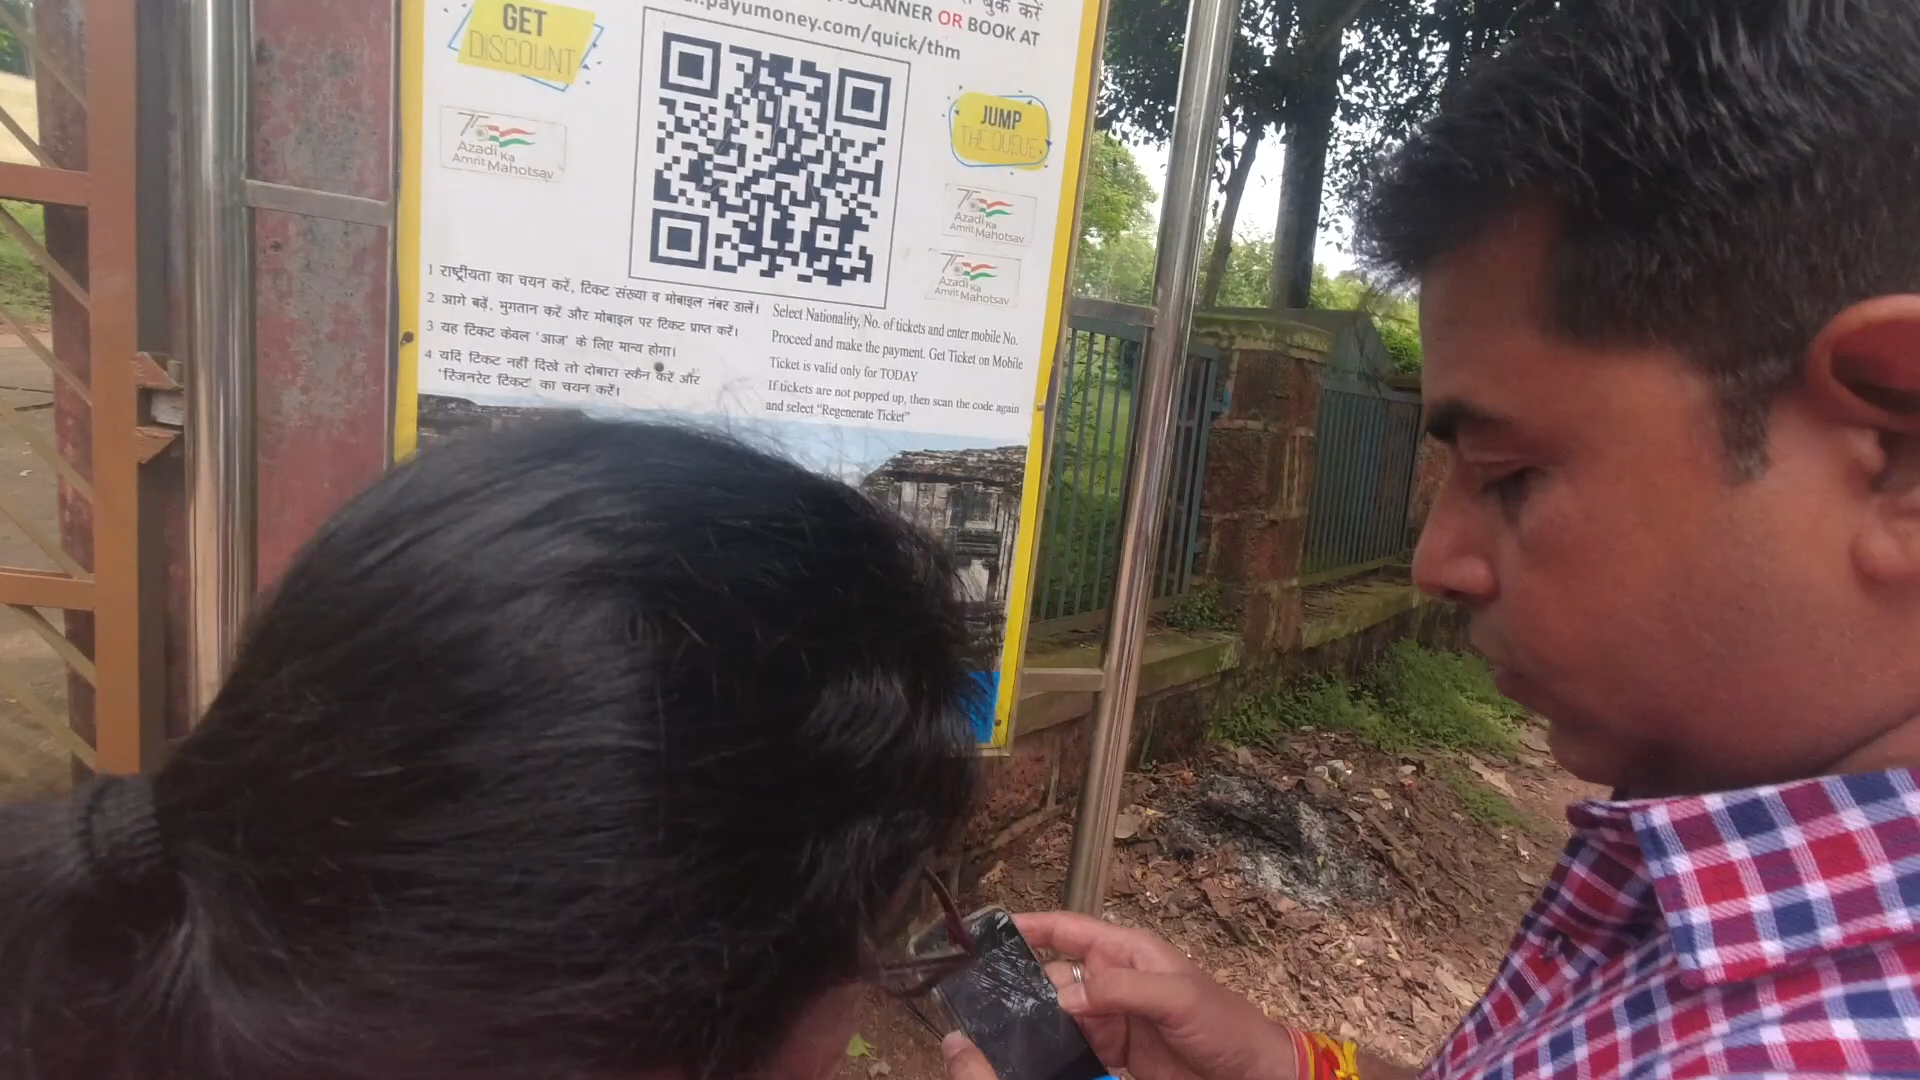 बुक करें
SCANNER OR BOOK AT
.payumoney.com/quick/thm
GET
DISCOUNT
JUMP
THE QUEUE
75
Azadi Ka
Amrit Mahotsav
75
Azadi Ka
Amrit Mahotsav
75
Azadi Ka
Amrit Mahotsav
1 राष्ट्रीयता का चयन करें, टिकट संख्या व मोबाइल नंबर डालें।
2 आगे बढ़ें, भुगतान करें और मोबाइल पर टिकट प्राप्त करें।
3 यह टिकट केवल 'आज' के लिए मान्य होगा।
4 यदि टिकट नहीं दिखे तो दोबारा स्कैन करें और
'रिजनरेट टिकट' का चयन करें।
Select Nationality, No. of tickets and enter mobile No.
Proceed and make the payment. Get Ticket on Mobile
Ticket is valid only for TODAY
If tickets are not popped up, then scan the code again
and select “Regenerate Ticket”